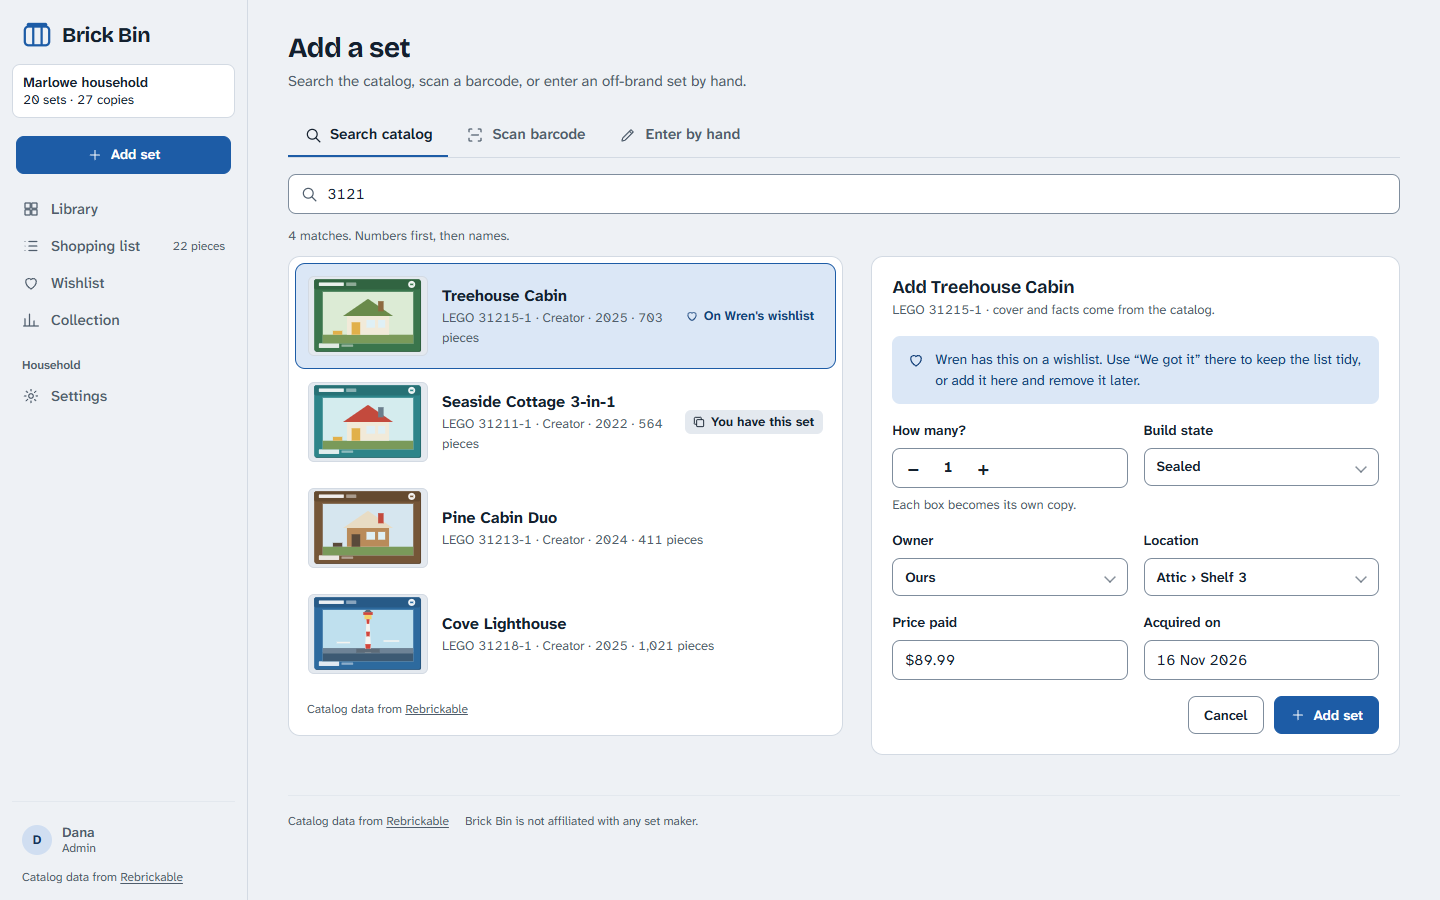 Brick Bin
Marlowe household
20 sets · 27 copies
Add set
Library
Shopping list 22 pieces
Wishlist
Collection
Household
Settings
D
Dana
Admin
Catalog data from Rebrickable
Add a set
Search the catalog, scan a barcode, or enter an off-brand set by hand.
Search catalog
Scan barcode
Enter by hand
3121
4 matches. Numbers first, then names.
Treehouse Cabin
LEGO 31215-1 · Creator · 2025 · 703
pieces
On Wren's wishlist
Seaside Cottage 3-in-1
LEGO 31211-1 · Creator · 2022 · 564
pieces
You have this set
Pine Cabin Duo
LEGO 31213-1 · Creator · 2024 · 411 pieces
Cove Lighthouse
LEGO 31218-1 · Creator · 2025 · 1,021 pieces
Catalog data from Rebrickable
Add Treehouse Cabin
LEGO 31215-1 · cover and facts come from the catalog.
Wren has this on a wishlist. Use “We got it” there to keep the list tidy,
or add it here and remove it later.
How many?
− 1 +
Each box becomes its own copy.
Build state
Sealed
Owner
Ours
Location
Attic › Shelf 3
Price paid
$89.99
Acquired on
16 Nov 2026
Cancel
Add set
Catalog data from Rebrickable
Brick Bin is not affiliated with any set maker.